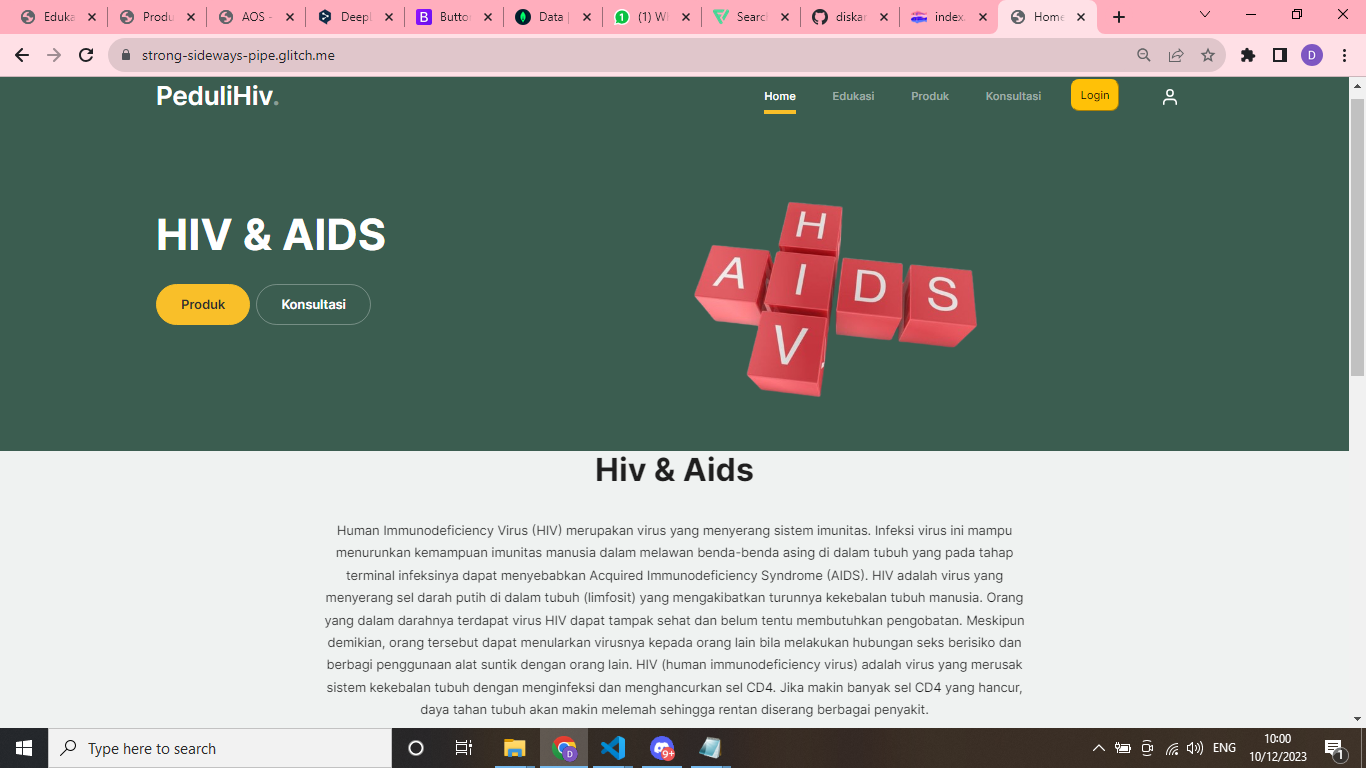 Eduka
Produ
AOS -
DeepL
Butto
Data |
(1) Wh
Searc
diskar
index.
Home
strong-sideways-pipe.glitch.me
D
PeduliHiv.
Home
Edukasi
Produk
Konsultasi
Login
HIV & AIDS
Produk
Konsultasi
H
A I D S
V
Hiv & Aids
Human Immunodeficiency Virus (HIV) merupakan virus yang menyerang sistem imunitas. Infeksi virus ini mampu
menurunkan kemampuan imunitas manusia dalam melawan benda-benda asing di dalam tubuh yang pada tahap
terminal infeksinya dapat menyebabkan Acquired Immunodeficiency Syndrome (AIDS). HIV adalah virus yang
menyerang sel darah putih di dalam tubuh (limfosit) yang mengakibatkan turunnya kekebalan tubuh manusia. Orang
yang dalam darahnya terdapat virus HIV dapat tampak sehat dan belum tentu membutuhkan pengobatan. Meskipun
demikian, orang tersebut dapat menularkan virusnya kepada orang lain bila melakukan hubungan seks berisiko dan
berbagi penggunaan alat suntik dengan orang lain. HIV (human immunodeficiency virus) adalah virus yang merusak
sistem kekebalan tubuh dengan menginfeksi dan menghancurkan sel CD4. Jika makin banyak sel CD4 yang hancur,
daya tahan tubuh akan makin melemah sehingga rentan diserang berbagai penyakit.
Type here to search
D
9+
ENG
10:00
10/12/2023
1